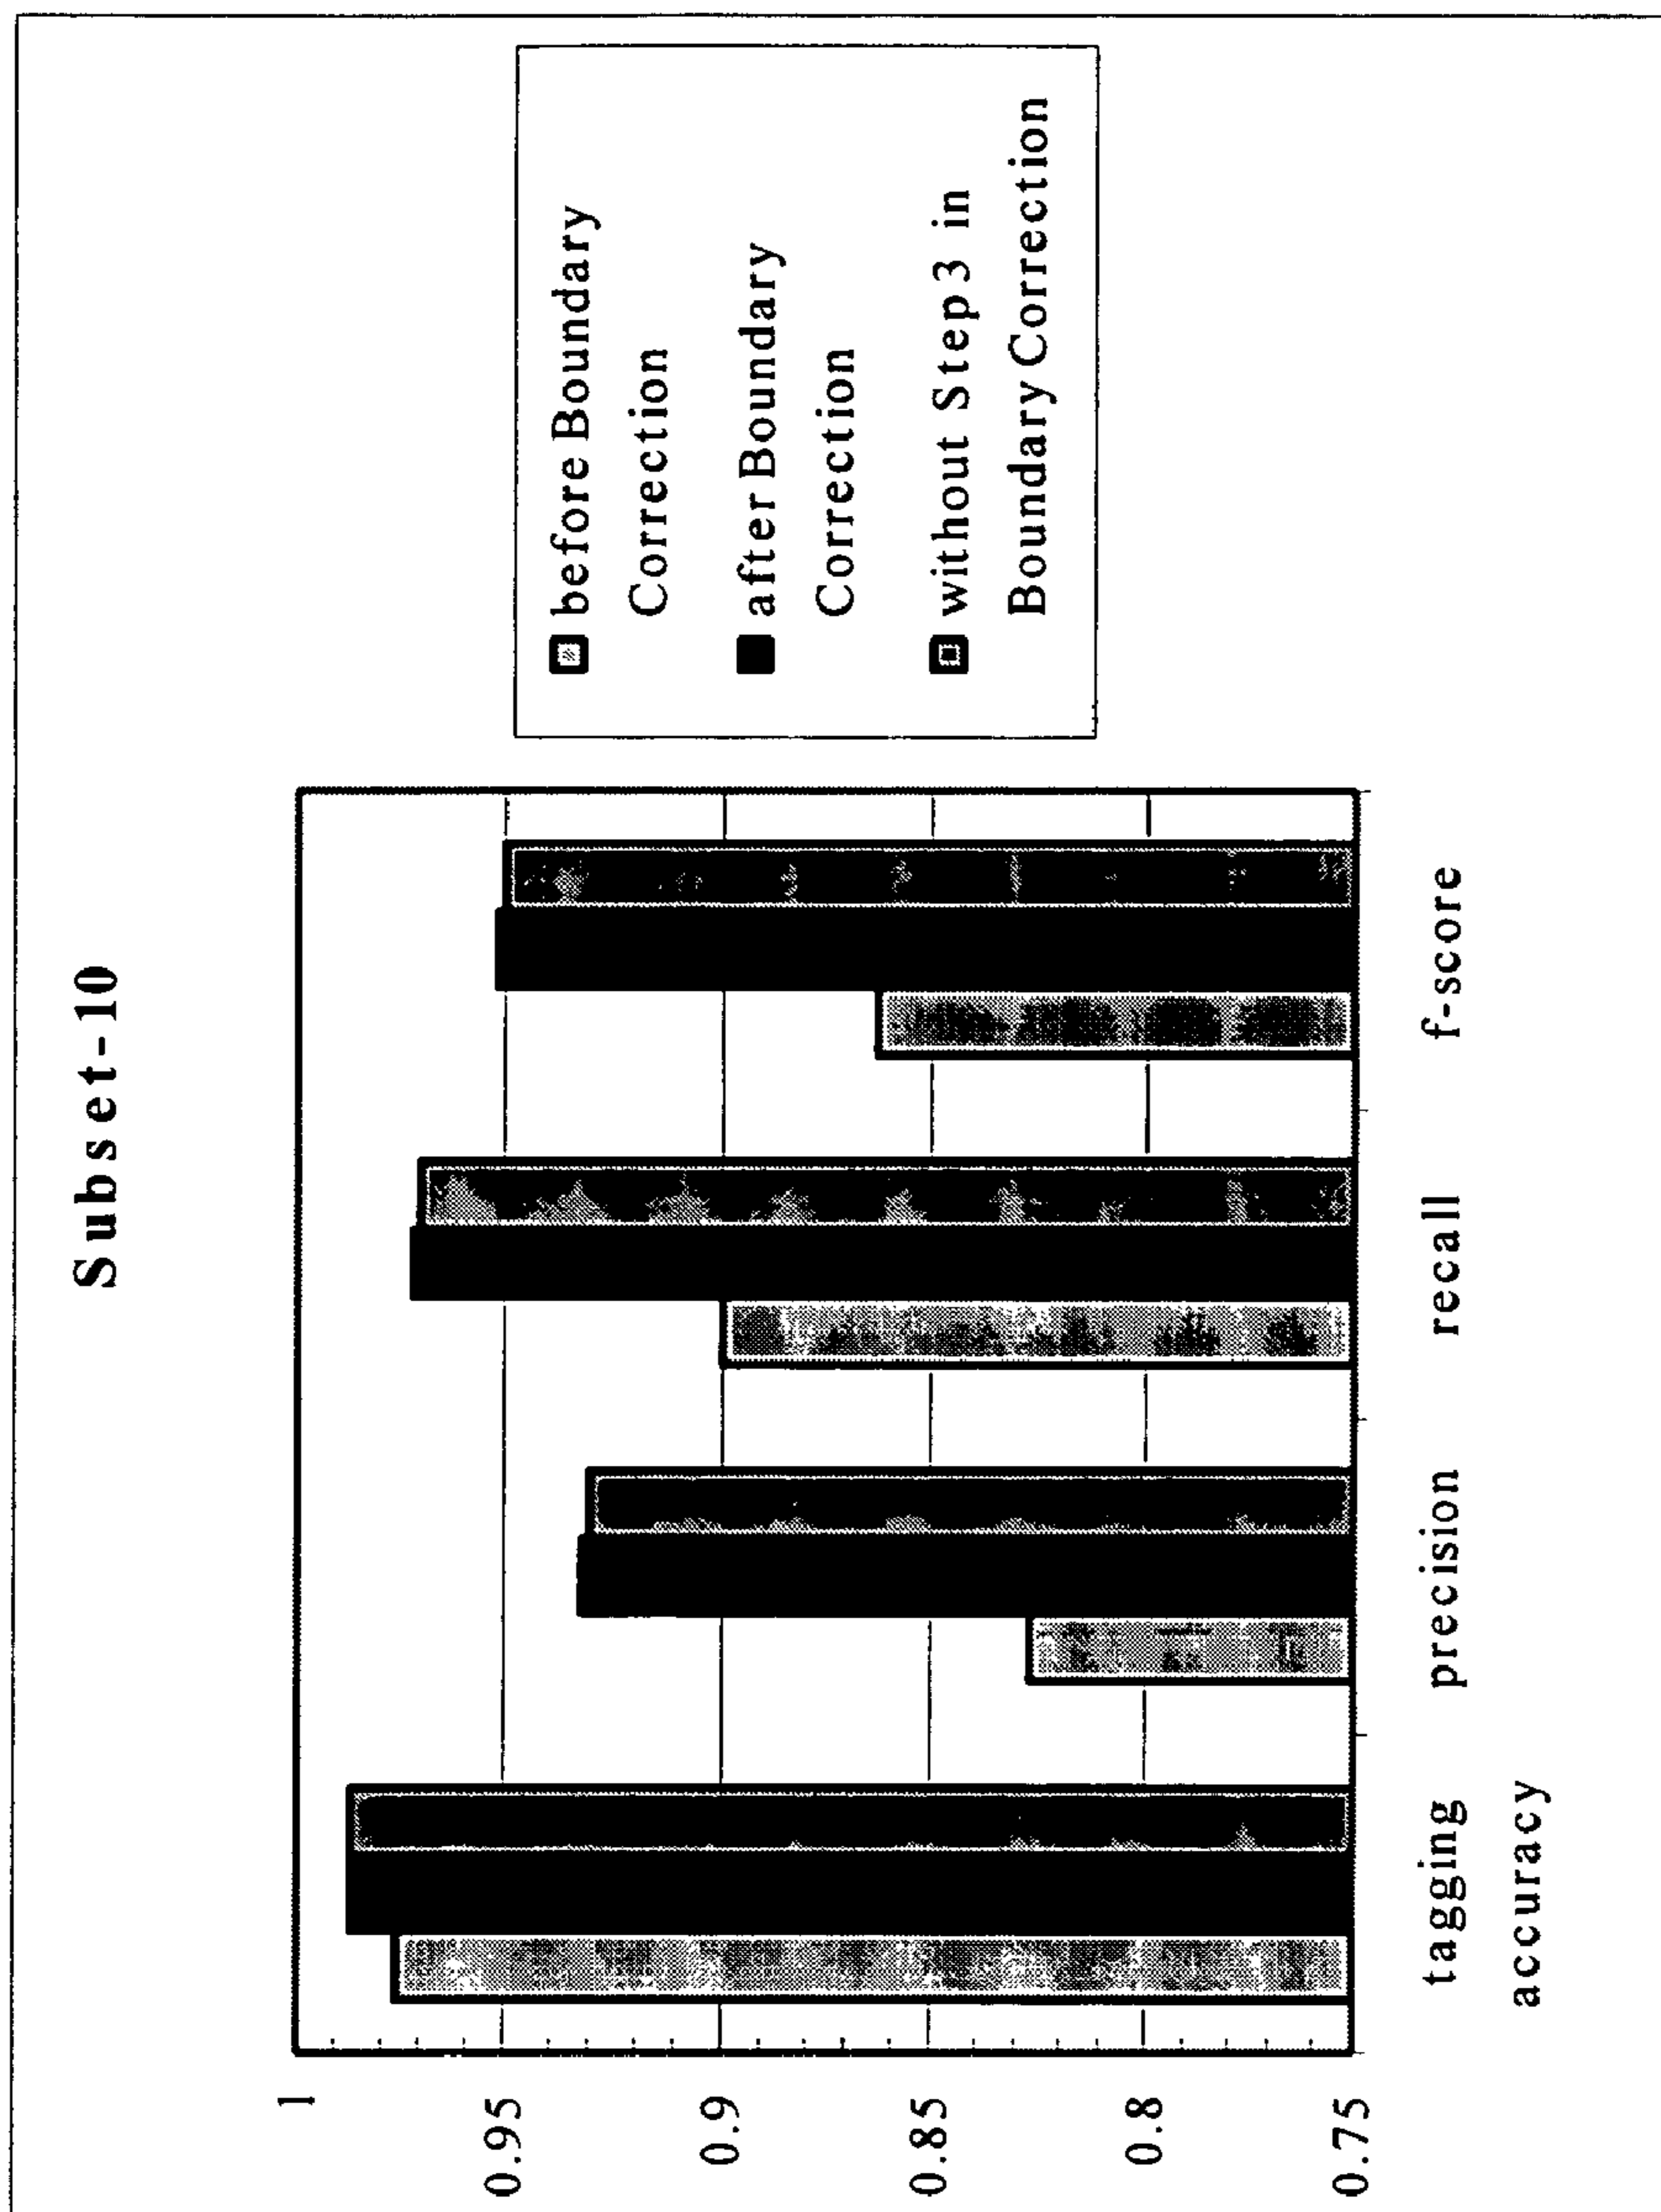 Subset-10
1
0.95
0.9
0.85
0.8
0.75
tagging
accuracy
precision
recall
f-score
before Boundary
Correction
after Boundary
Correction
without Step3 in
Boundary Correction